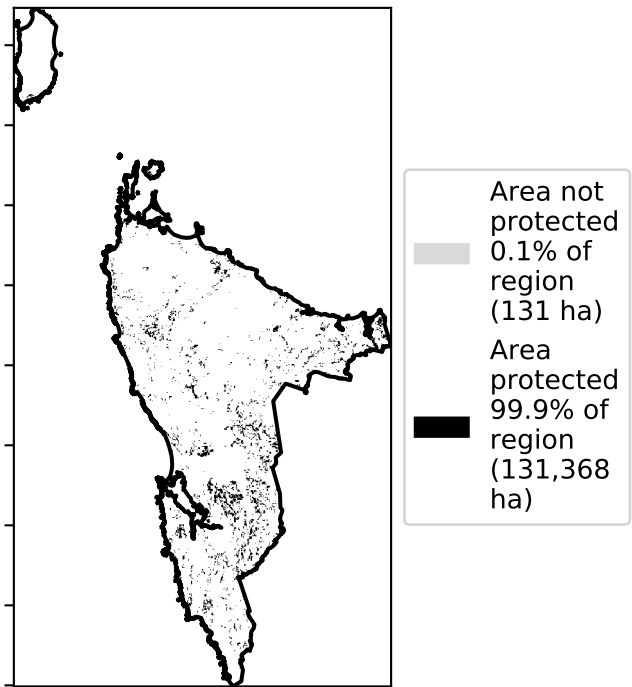 Area not
protected
0.1% of
region
(131 ha)
Area
protected
99.9% of
region
(131,368
ha)